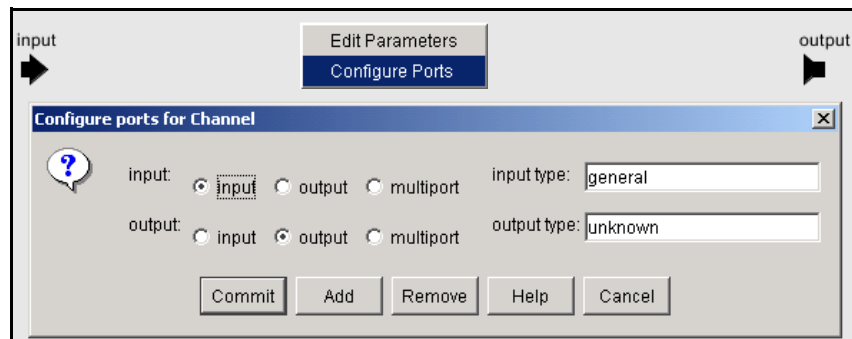 input
Edit Parameters
output
Configure Ports
Configure ports for Channel
?
input: input output multiport input type: general
output: input output multiport output type: unknown
Commit Add Remove Help Cancel